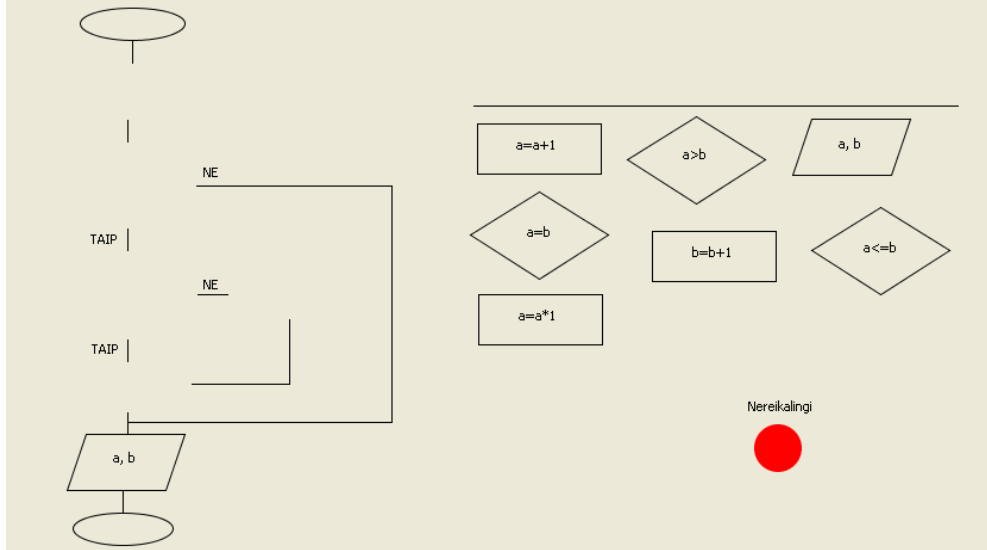 NE
TAIP
NE
TAIP
a, b
a=a+1
a>b
a, b
a=b
b=b+1
a<=b
a=a*1
Nereikalingi